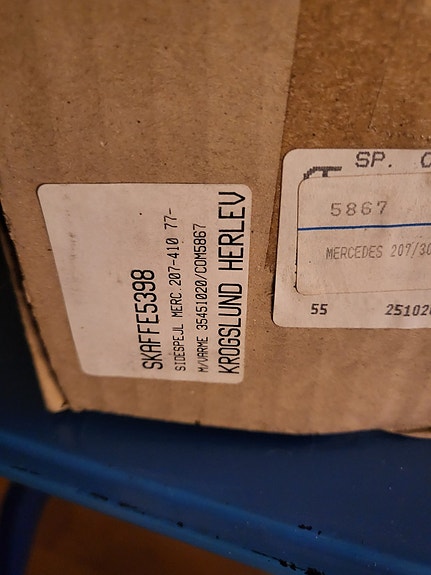 SKAFFE5398
SIDESPEJL MERC.207-410 77-
M/VARME 35451020/COM5867
KROGSLUND HERLEV
SP.
5867
MERCEDES 207/30
55 251020